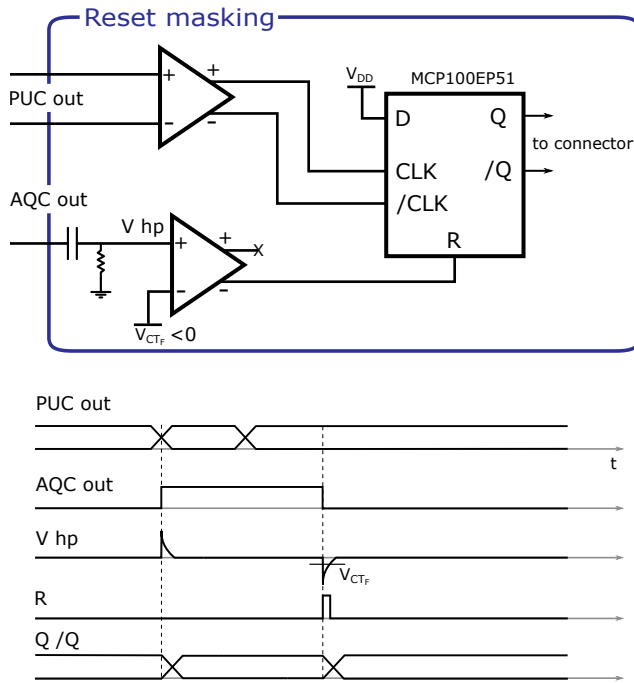 Reset masking
PUC out
+
-
+
-
AQC out
V hp
+
-
+
-
x
V_CTF <0
V_DD
MCP100EP51
D
Q
CLK
/Q
/CLK
R
to connector
PUC out
t
AQC out
V hp
V_CTF
R
Q /Q